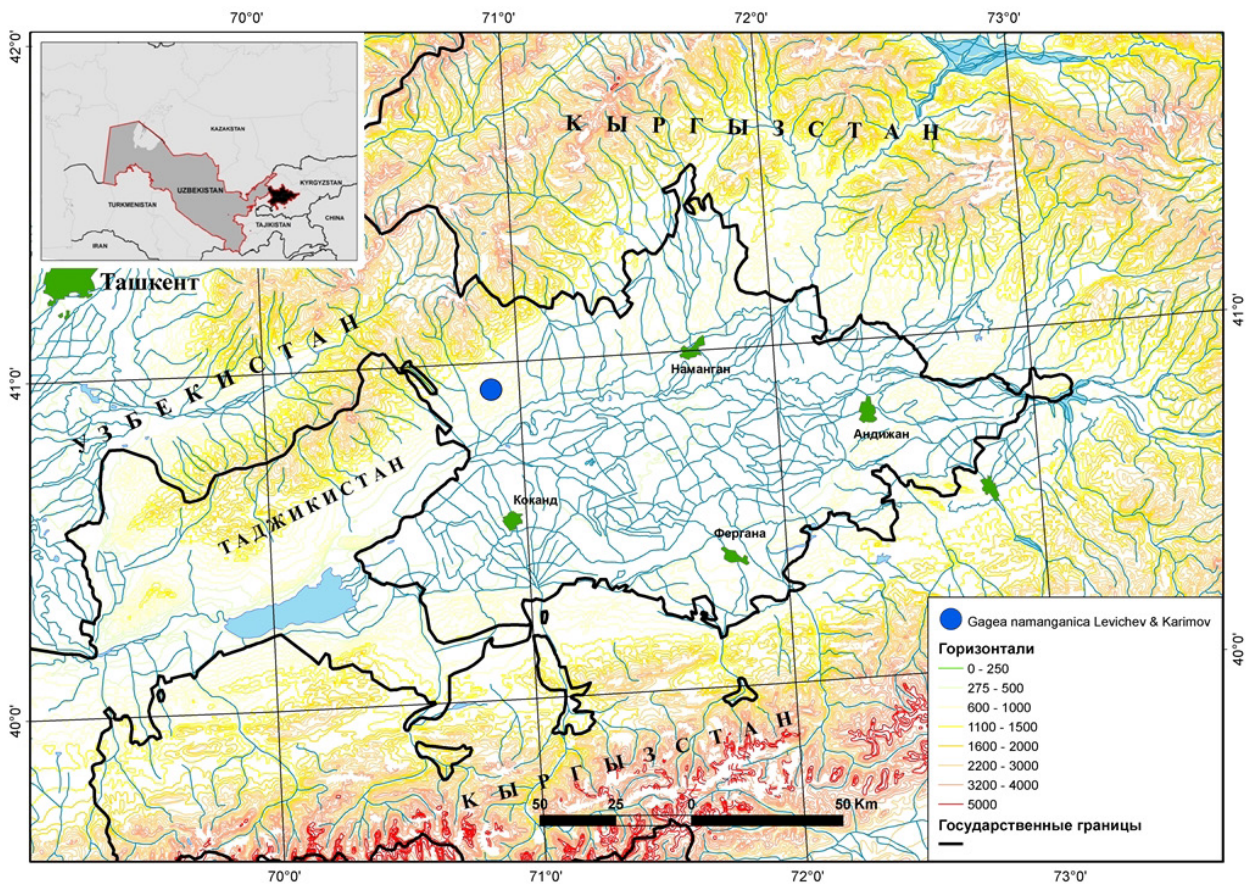 70°0'
71°0'
72°0'
73°0'
42°0'
KAZAKSTAN
UZBEKISTAN
KYRGYZSTAN
TURKMENISTAN
TAJIKISTAN
CHINA
IRAN
КЫРГЫЗСТАН
Ташкент
УЗБЕКИСТАН
41°0'
41°0'
Наманган
Андижан
ТАДЖИКИСТАН
Коканд
Фергана
40°0'
40°0'
КЫРГЫЗСТАН
50 25 0 50 Km
Gagea namanganica Levichev & Karimov
Горизонтали
0 - 250
275 - 500
600 - 1000
1100 - 1500
1600 - 2000
2200 - 3000
3200 - 4000
5000
Государственные границы
70°0'
71°0'
72°0'
73°0'